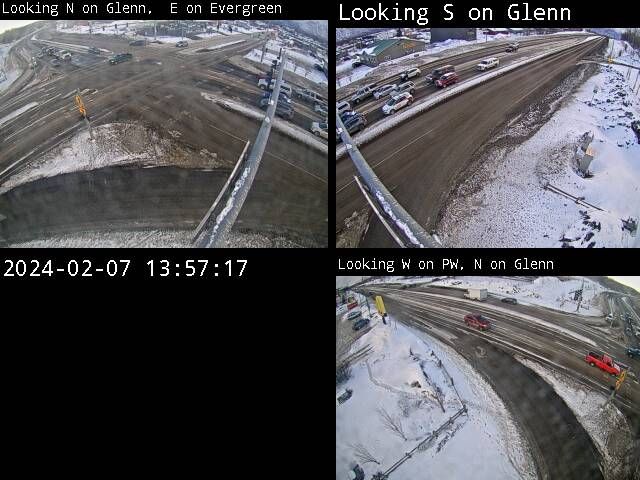 Looking N on Glenn, E on Evergreen
Looking S on Glenn
2024-02-07 13:57:17
Looking W on PW, N on Glenn